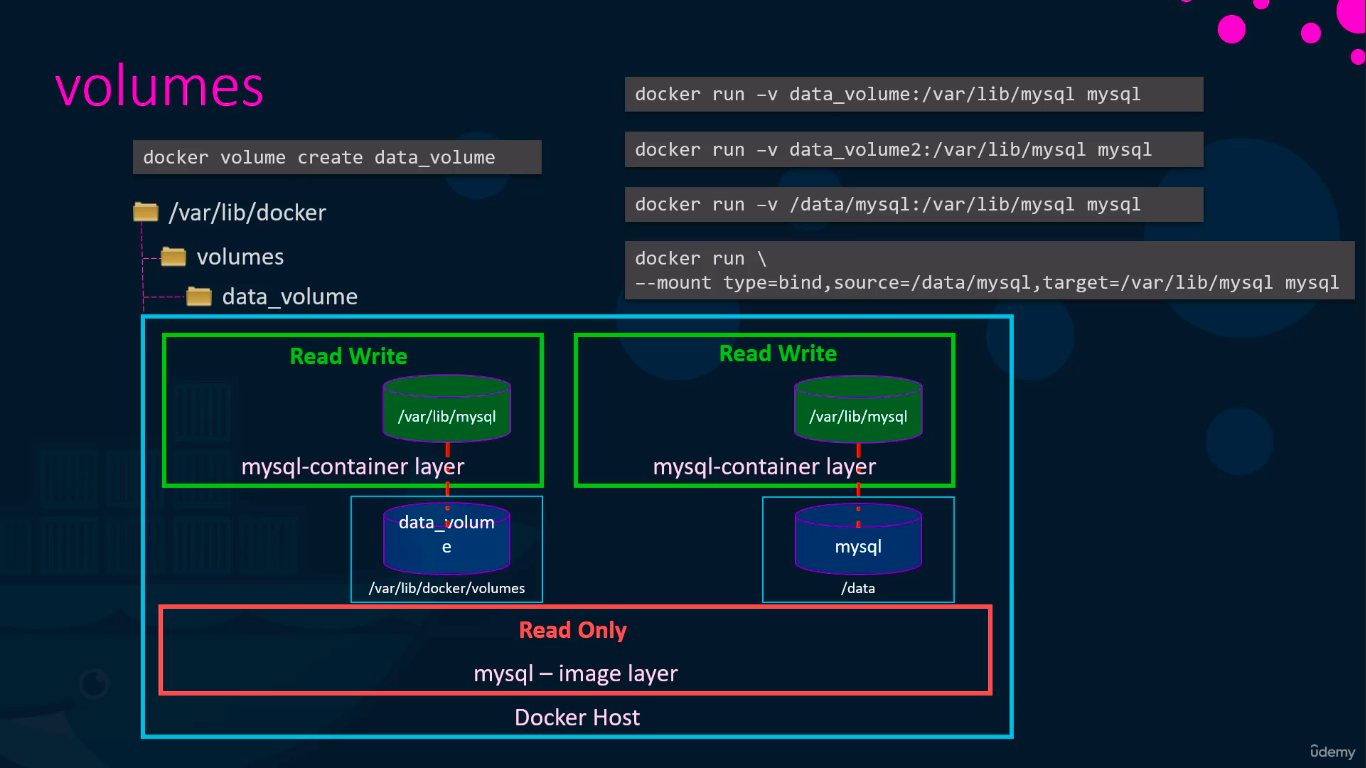 volumes
docker volume create data_volume
/var/lib/docker
volumes
data_volume
docker run –v data_volume:/var/lib/mysql mysql
docker run –v data_volume2:/var/lib/mysql mysql
docker run –v /data/mysql:/var/lib/mysql mysql
docker run \
--mount type=bind,source=/data/mysql,target=/var/lib/mysql mysql
Read Write
/var/lib/mysql
mysql-container layer
data_volum
e
/var/lib/docker/volumes
Read Write
/var/lib/mysql
mysql-container layer
mysql
/data
Read Only
mysql – image layer
Docker Host
ûdemy